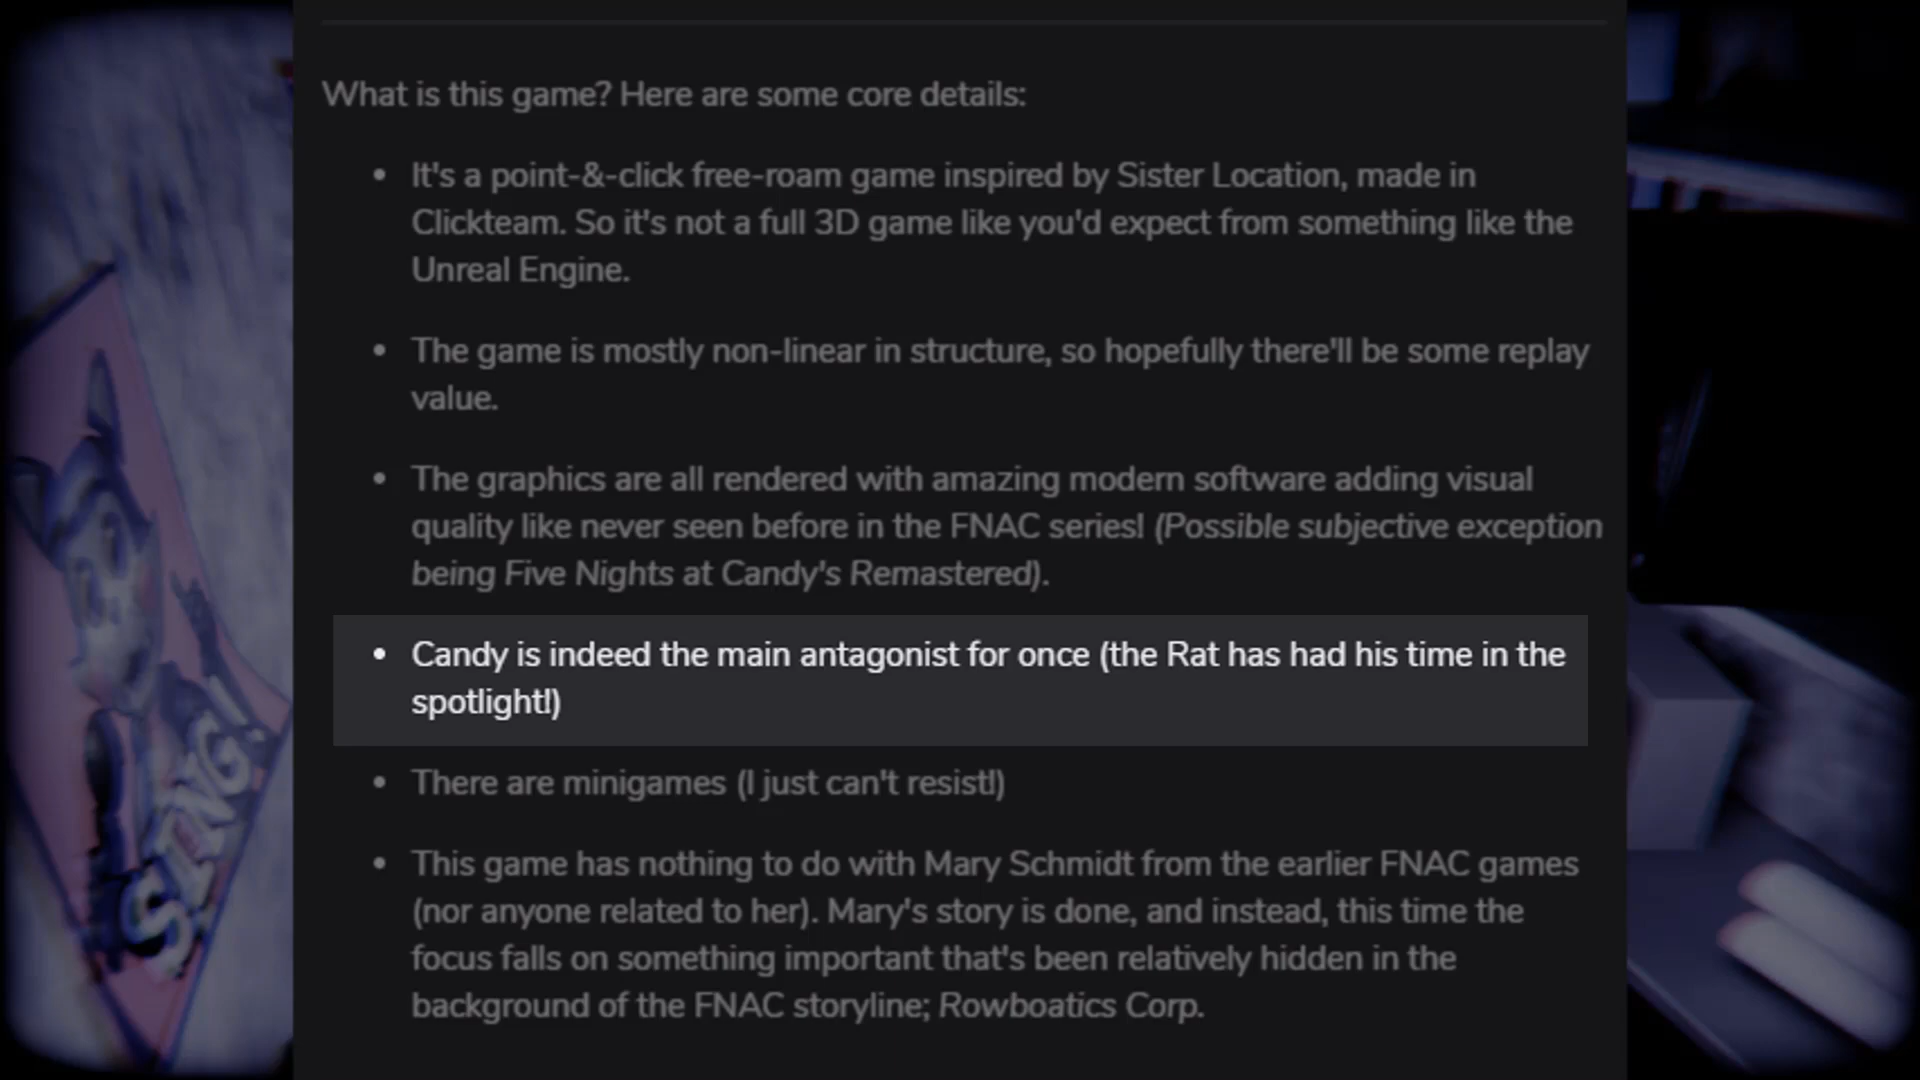 What is this game? Here are some core details:
• It's a point-&-click free-roam game inspired by Sister Location, made in
Clickteam. So it's not a full 3D game like you'd expect from something like the
Unreal Engine.
• The game is mostly non-linear in structure, so hopefully there'll be some replay
value.
• The graphics are all rendered with amazing modern software adding visual
quality like never seen before in the FNAC series! (Possible subjective exception
being Five Nights at Candy's Remastered).
• Candy is indeed the main antagonist for once (the Rat has had his time in the
spotlight!)
• There are minigames (I just can't resist!)
• This game has nothing to do with Mary Schmidt from the earlier FNAC games
(nor anyone related to her). Mary's story is done, and instead, this time the
focus falls on something important that's been relatively hidden in the
background of the FNAC storyline; Rowboatics Corp.